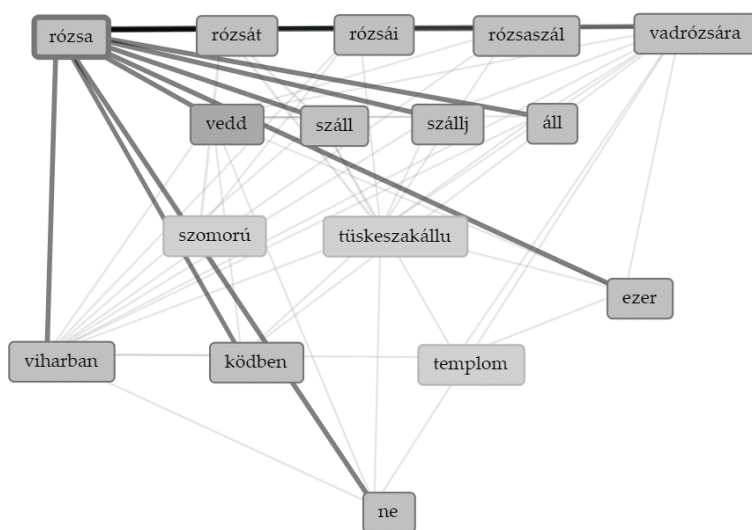 rózsa rózsát rózsái rózsaszál vadrózsára
vedd száll szállj áll
szomorú tüskeszakállu
ezer
viharban ködben templom
ne